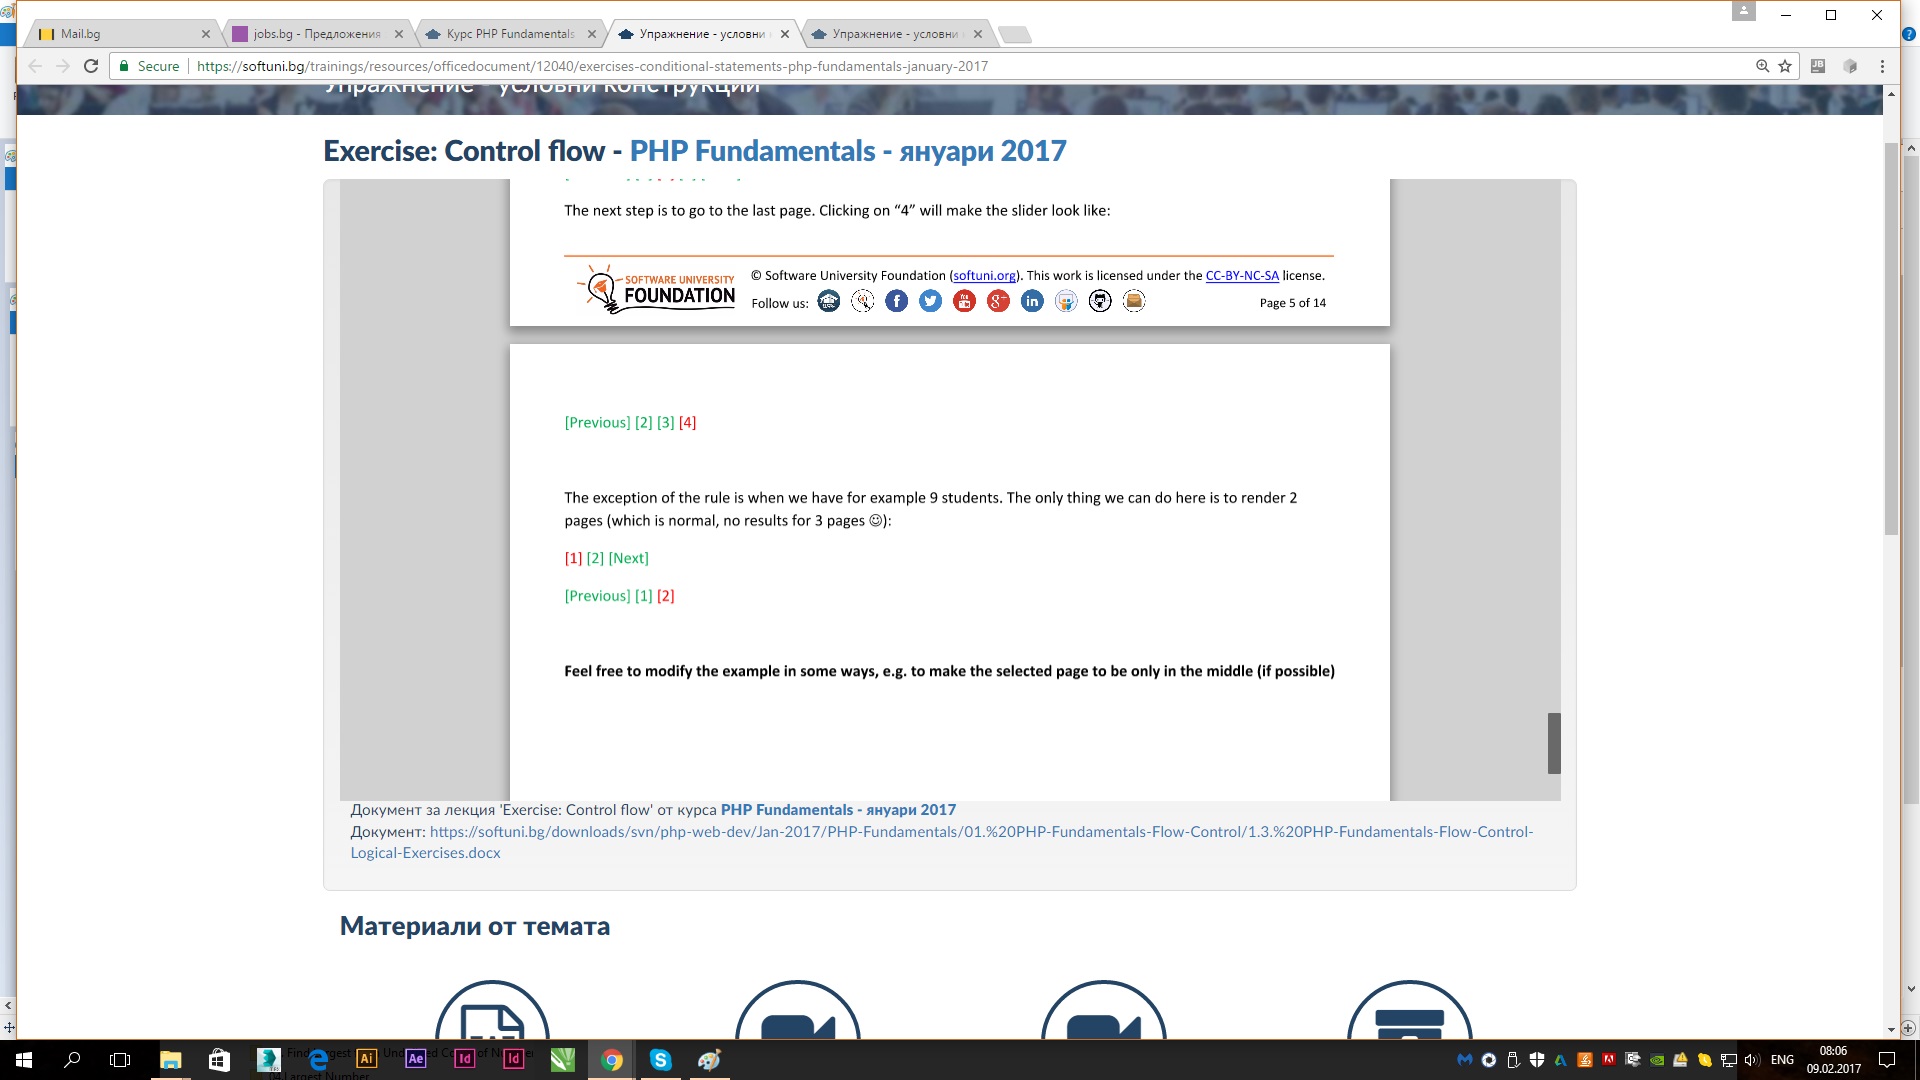 Mail.bg
jobs.bg - Предложения
Курс PHP Fundamentals
Упражнение - условни
Упражнение - условни
Secure
https://softuni.bg/trainings/resources/officedocument/12040/exercises-conditional-statements-php-fundamentals-january-2017
JB
Упражнение - условни конструкции
Exercise: Control flow - PHP Fundamentals - януари 2017
The next step is to go to the last page. Clicking on “4” will make the slider look like:
SOFTWARE UNIVERSITY
FOUNDATION
© Software University Foundation (softuni.org). This work is licensed under the CC-BY-NC-SA license.
Follow us:
Page 5 of 14
[Previous] [2] [3] [4]
The exception of the rule is when we have for example 9 students. The only thing we can do here is to render 2
pages (which is normal, no results for 3 pages ☺):
[1] [2] [Next]
[Previous] [1] [2]
Feel free to modify the example in some ways, e.g. to make the selected page to be only in the middle (if possible)
Документ за лекция 'Exercise: Control flow' от курса PHP Fundamentals - януари 2017
Документ: https://softuni.bg/downloads/svn/php-web-dev/Jan-2017/PHP-Fundamentals/01.%20PHP-Fundamentals-Flow-Control/1.3.%20PHP-Fundamentals-Flow-Control-
Logical-Exercises.docx
Материали от темата
Ai
Ae
Id
Id
ENG
08:06
09.02.2017